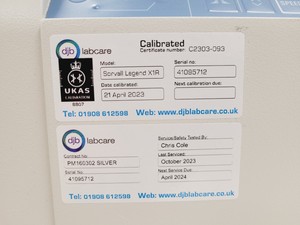 djb labcare
Calibrated
Certificate number: C2303-093
Model:
Sorvall Legend X1R
Serial no:
41095712
Date calibrated:
21 April 2023
Next calibration due:
UKAS
CALIBRATION
8807
Tel: 01908 612598 Web: www.djblabcare.co.uk
djb labcare
Service/Safety Tested By:
Chris Cole
Contract No:
PM160302 SILVER
Last Serviced:
October 2023
Serial No:
41095712
Next Service Due:
April 2024
Tel: 01908 612598 Web: www.djblabcare.co.uk